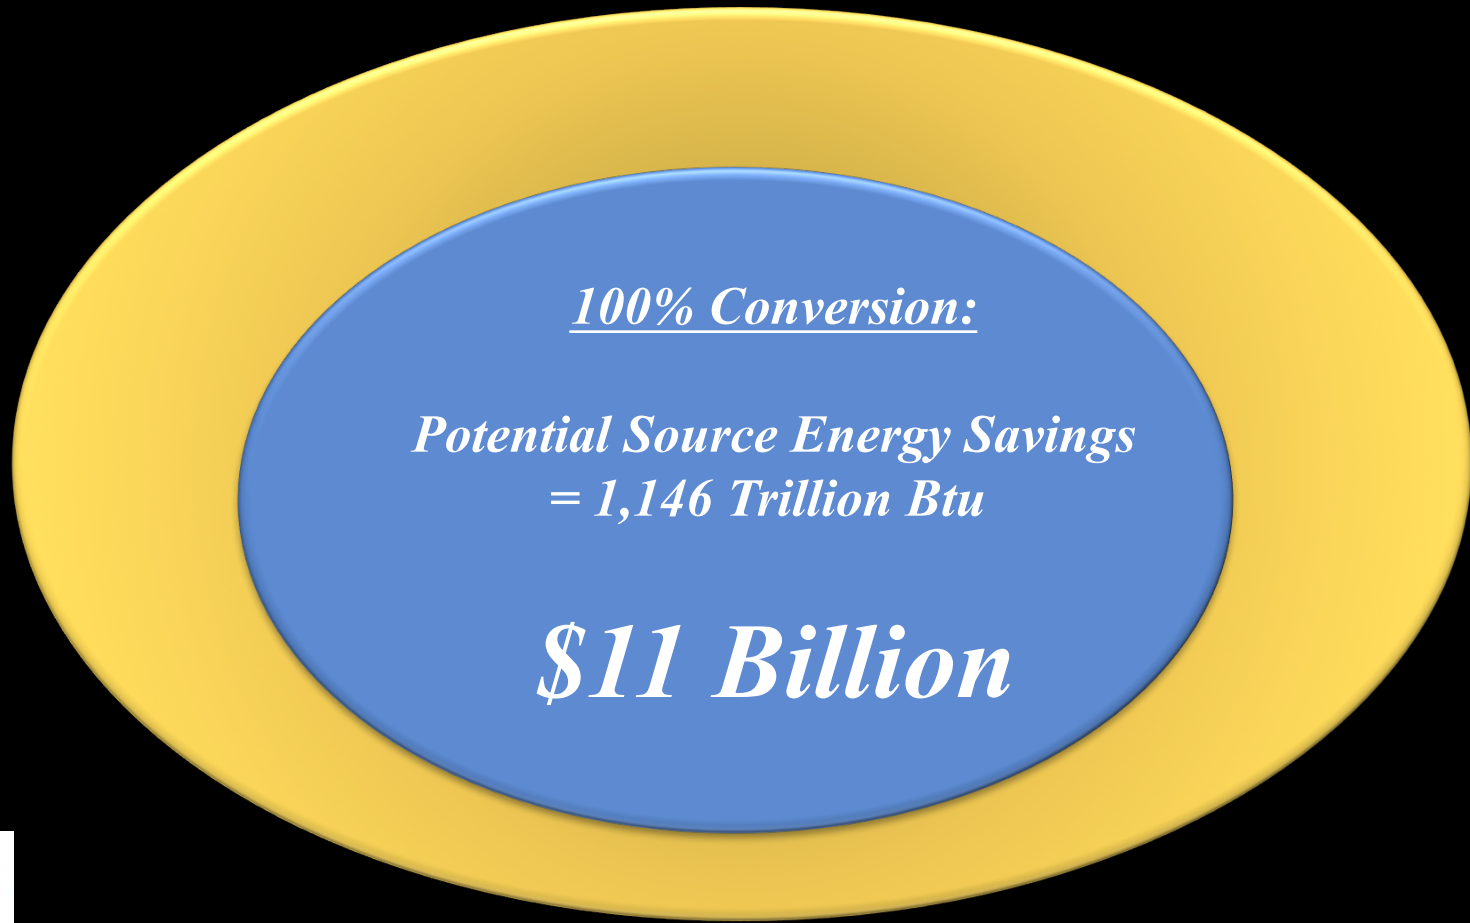 100% Conversion:
Potential Source Energy Savings
= 1,146 Trillion Btu
$11 Billion